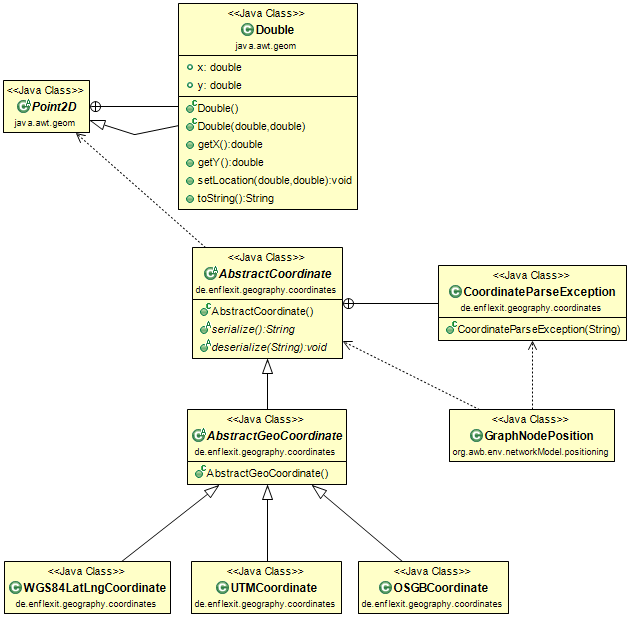 <<Java Class>>
Double
java.awt.geom
x: double
y: double
Double()
Double(double,double)
getX():double
getY():double
setLocation(double,double):void
toString():String
<<Java Class>>
Point2D
java.awt.geom
<<Java Class>>
AbstractCoordinate
de.enflexit.geography.coordinates
AbstractCoordinate()
serialize():String
deserialize(String):void
<<Java Class>>
CoordinateParseException
de.enflexit.geography.coordinates
CoordinateParseException(String)
<<Java Class>>
AbstractGeoCoordinate
de.enflexit.geography.coordinates
AbstractGeoCoordinate()
<<Java Class>>
GraphNodePosition
org.awb.env.networkModel.positioning
<<Java Class>>
WGS84LatLngCoordinate
de.enflexit.geography.coordinates
<<Java Class>>
UTMCoordinate
de.enflexit.geography.coordinates
<<Java Class>>
OSGBCoordinate
de.enflexit.geography.coordinates